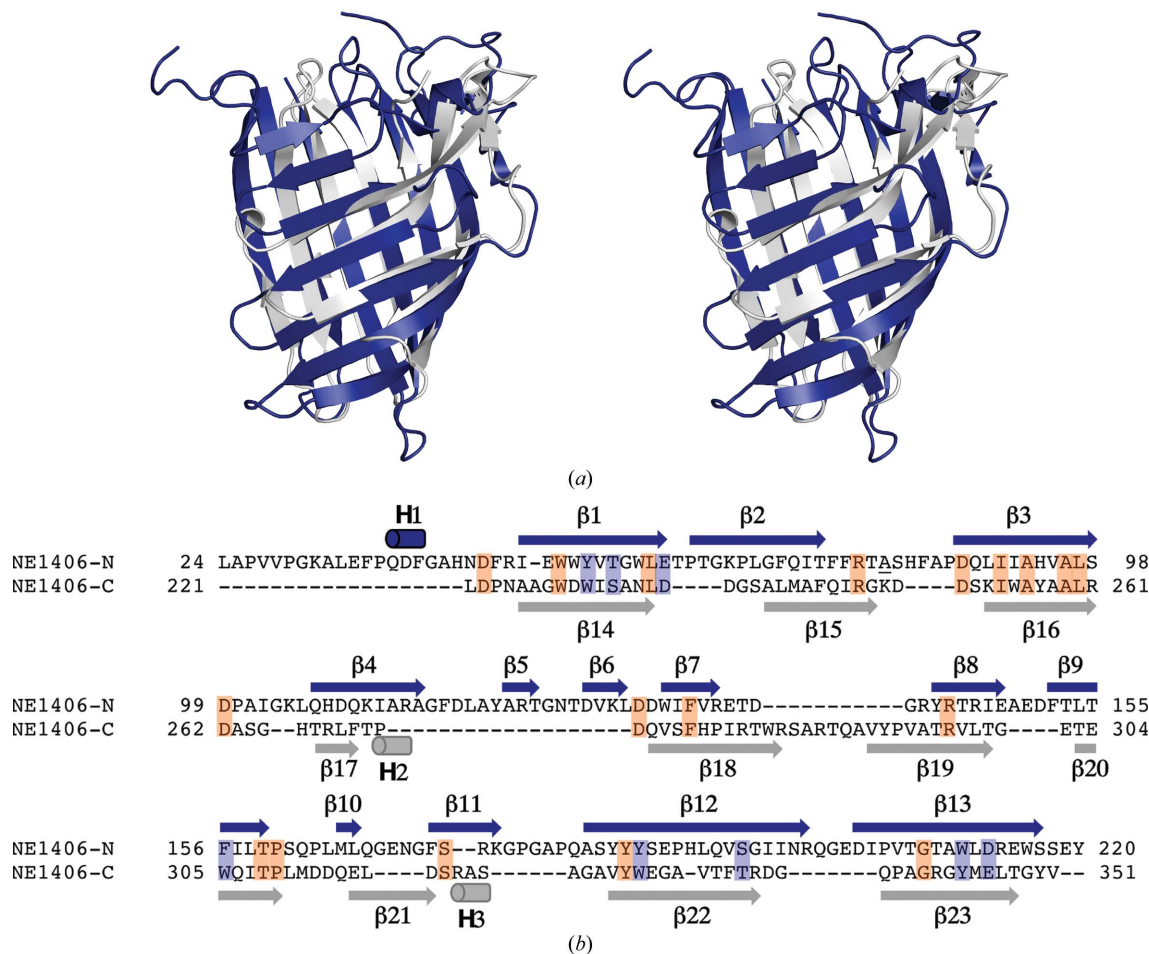 (a)
H1 β1 β2 β3
NE1406-N 24 LAPVVPGKALEFPQDFGAHNDFRI-EWWYVTGWLETPTGKPLGFQITFFRTASHFAPDQLIIAHVALS 98
NE1406-C 221 --------------------LDPNAAGWDWSANLD----DGSALMAFQIRGKD----DSKIWAYAALR 261
β14 β15 β16
β4 β5 β6 β7 β8 β9
NE1406-N 99 DPAIGKLQHDQKIARAGFDLAYARTGNTDVKLDDWIFVRETD----------GRYRTRIEAEDFTLT 155
NE1406-C 262 DASG--HTRLFTP--------------------DQVSFHPIRTWRSARTQAVYPVATRVLTG---ETE 304
β17 H2 β18 β19 β20
β10 β11 β12 β13
NE1406-N 156 FILTPSQPLMLQGENGFS--RKGPGAPQASYYYSEPHLQVSGIINRQGEDIPVTGTAWLDREWSSEY 220
NE1406-C 305 WQITPLMDDQEL----DSRAS------AGAVYWEGA-VTFTRDG------QPAGRGYMELTGYV-- 351
β21 H3 β22 β23
(b)